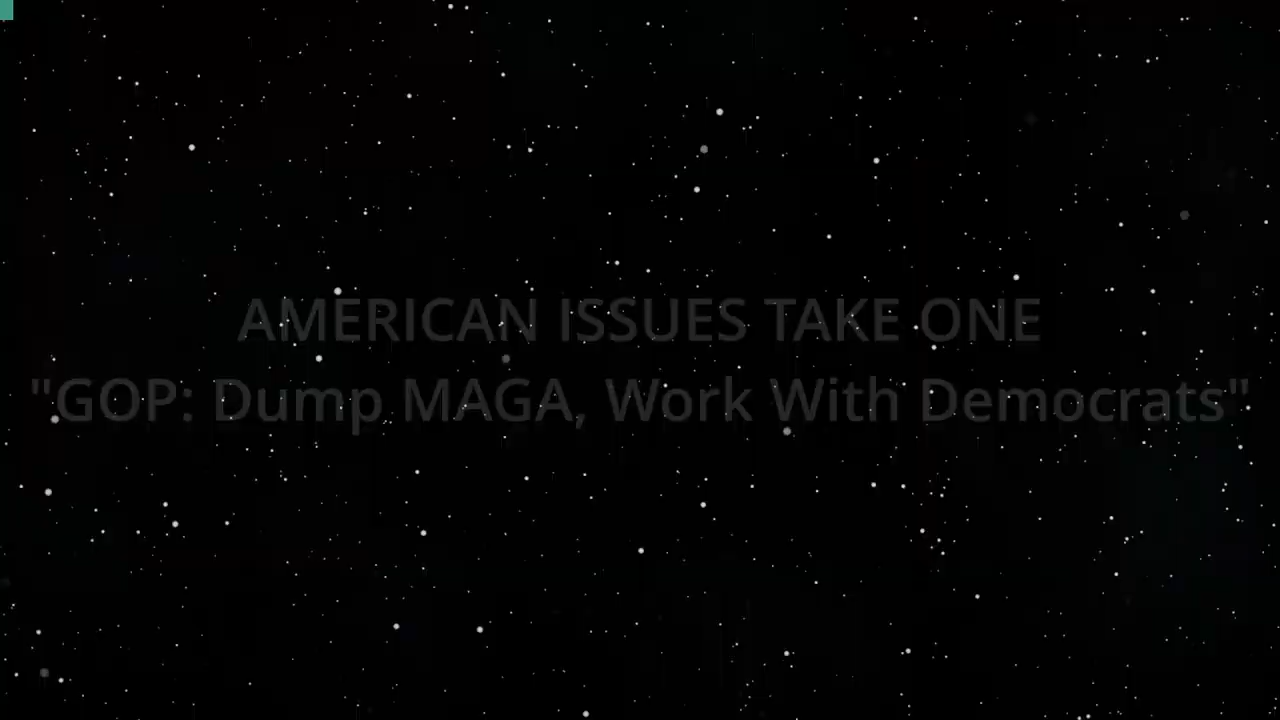 AMERICAN ISSUES TAKE ONE
"GOP: Dump MAGA, Work With Democrats"